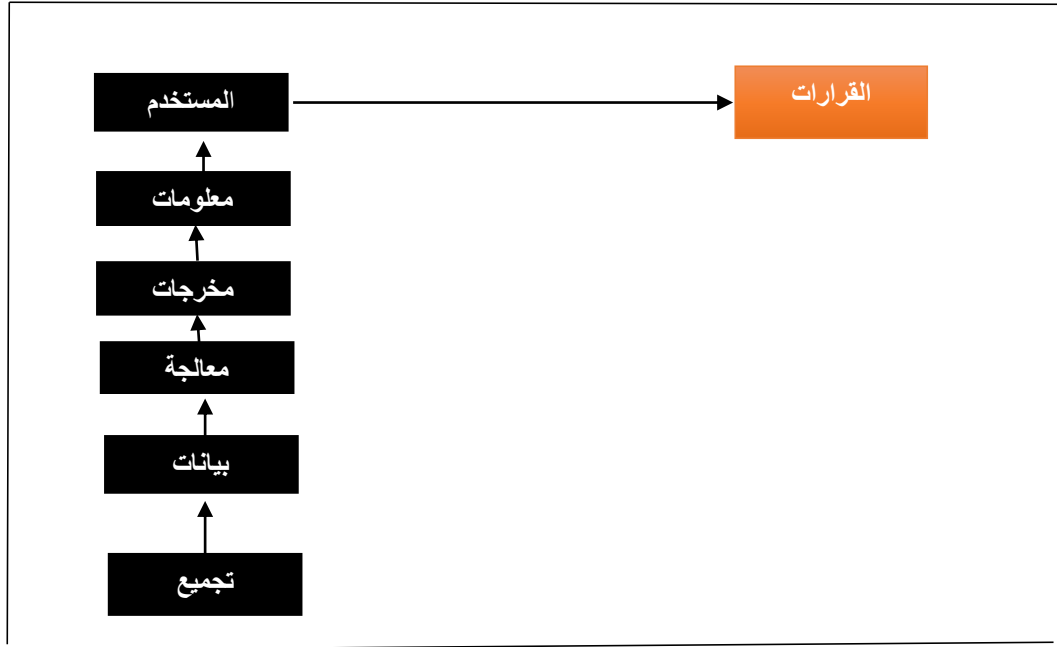 المستخدم
القرارات
معلومات
مخرجات
معالجة
بيانات
تجميع